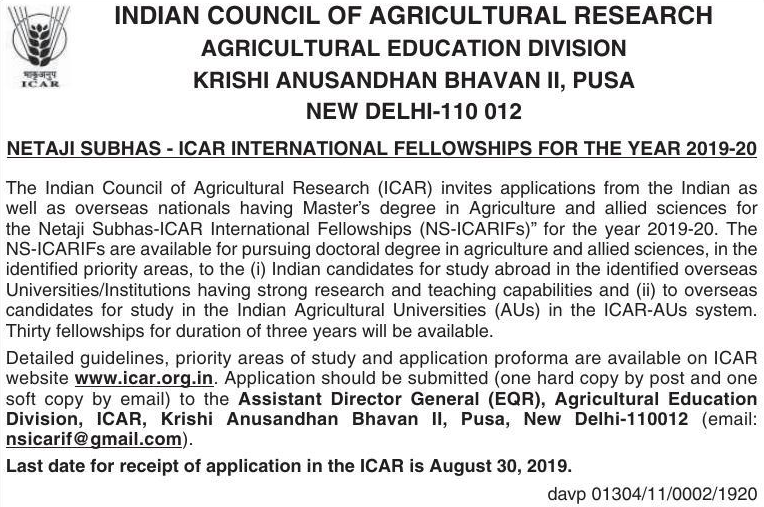 INDIAN COUNCIL OF AGRICULTURAL RESEARCH
AGRICULTURAL EDUCATION DIVISION
KRISHI ANUSANDHAN BHAVAN II, PUSA
NEW DELHI-110 012
भाकृअनुप
ICAR
NETAJI SUBHAS - ICAR INTERNATIONAL FELLOWSHIPS FOR THE YEAR 2019-20
The Indian Council of Agricultural Research (ICAR) invites applications from the Indian as
well as overseas nationals having Master's degree in Agriculture and allied sciences for
the Netaji Subhas-ICAR International Fellowships (NS-ICARIFs)” for the year 2019-20. The
NS-ICARIFs are available for pursuing doctoral degree in agriculture and allied sciences, in the
identified priority areas, to the (i) Indian candidates for study abroad in the identified overseas
Universities/Institutions having strong research and teaching capabilities and (ii) to overseas
candidates for study in the Indian Agricultural Universities (AUs) in the ICAR-AUs system.
Thirty fellowships for duration of three years will be available.
Detailed guidelines, priority areas of study and application proforma are available on ICAR
website www.icar.org.in. Application should be submitted (one hard copy by post and one
soft copy by email) to the Assistant Director General (EQR), Agricultural Education
Division, ICAR, Krishi Anusandhan Bhavan II, Pusa, New Delhi-110012 (email:
nsicarif@gmail.com).
Last date for receipt of application in the ICAR is August 30, 2019.
davp 01304/11/0002/1920